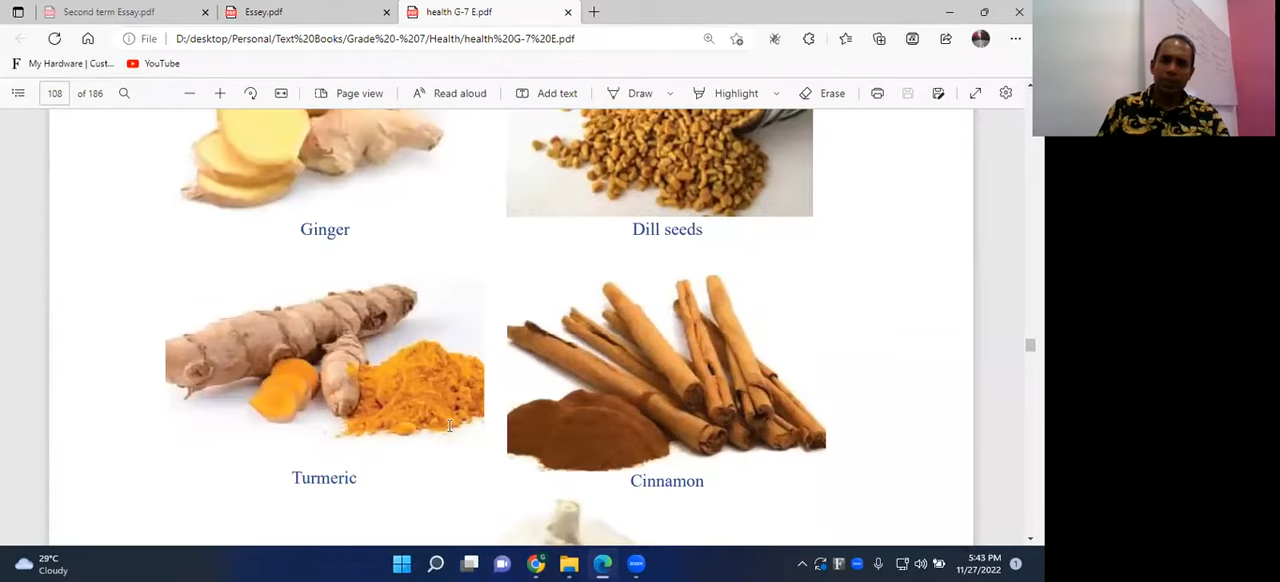 Second term Essay.pdf
Essey.pdf
health G-7 E.pdf
File
D:/desktop/Personal/Text%20Books/Grade%20-%207/Health/health%20G-7%20E.pdf
My Hardware | Cust...
YouTube
108 of 186
Page view
Read aloud
Add text
Draw
Highlight
Erase
Ginger
Dill seeds
Turmeric
Cinnamon
29°C
Cloudy
zoom
5:43 PM
11/27/2022
1